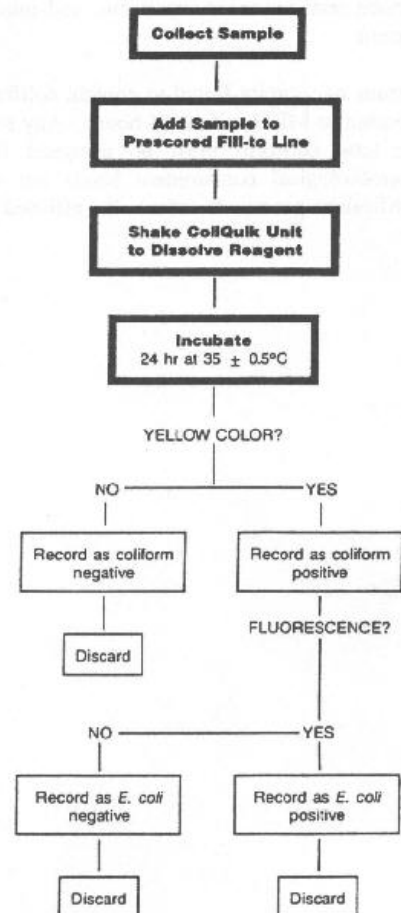 Collect Sample
Add Sample to
Prescored Fill-to Line
Shake ColiQuik Unit
to Dissolve Reagent
Incubate
24 hr at 35 ± 0.5°C
YELLOW COLOR?
NO YES
Record as coliform
negative
Record as coliform
positive
Discard
FLUORESCENCE?
NO YES
Record as E. coli
negative
Record as E. coli
positive
Discard
Discard